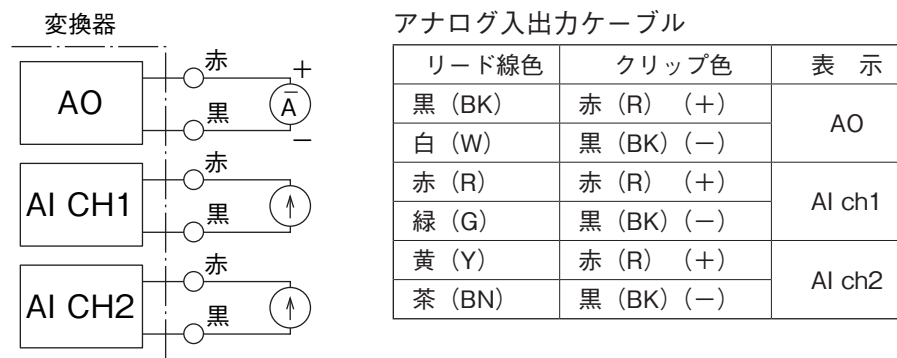 変換器
赤
+
AO
A
黒
−
赤
AI CH1
黒
赤
AI CH2
黒
アナログ入出力ケーブル
リード線色 クリップ色 表 示
黒 (BK) 赤 (R) (+) AO
白 (W) 黒 (BK) (−)
赤 (R) 赤 (R) (+) AI ch1
緑 (G) 黒 (BK) (−)
黄 (Y) 赤 (R) (+) AI ch2
茶 (BN) 黒 (BK) (−)